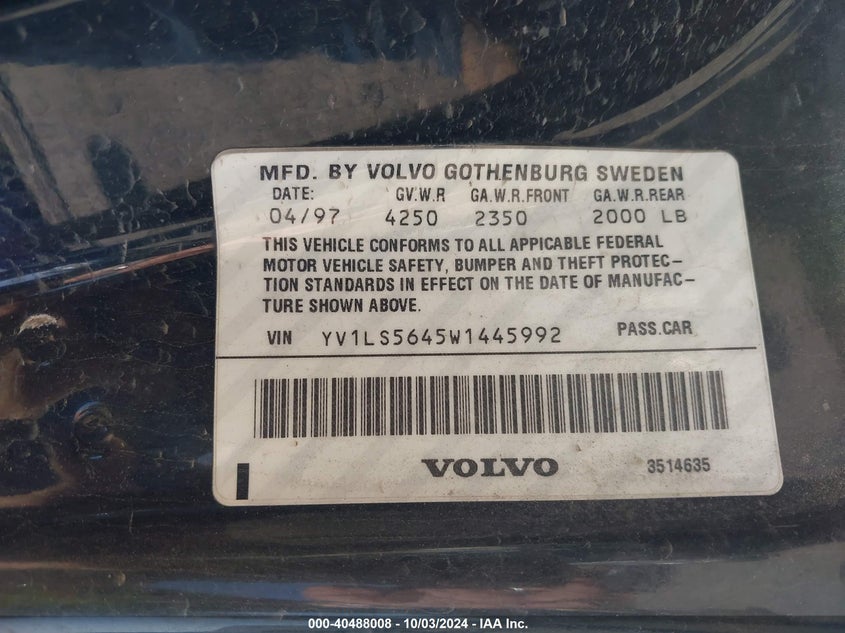 MFD. BY VOLVO GOTHENBURG SWEDEN
DATE: GV.W.R GA.W.R.FRONT GA.W.R.REAR
04/97 4250 2350 2000 LB
THIS VEHICLE CONFORMS TO ALL APPICABLE FEDERAL
MOTOR VEHICLE SAFETY, BUMPER AND THEFT PROTEC-
TION STANDARDS IN EFFECT ON THE DATE OF MANUFAC-
TURE SHOWN ABOVE.
VIN YV1LS5645W1445992 PASS.CAR
VOLVO 3514635
000-40488008 - 10/03/2024 - IAA Inc.